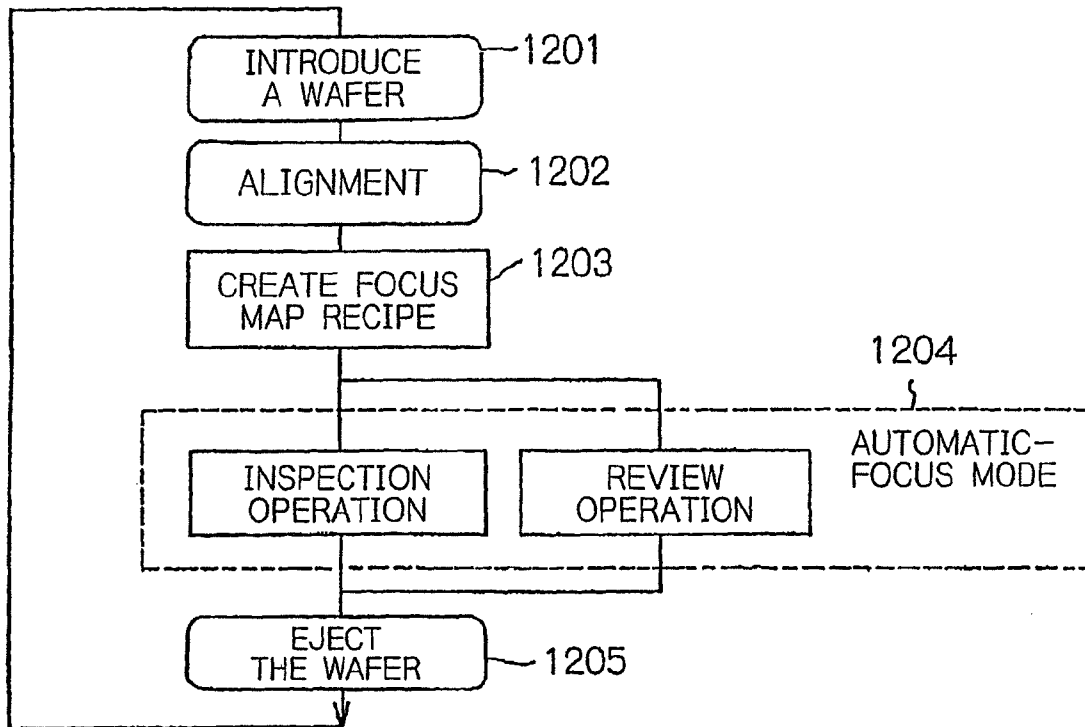 INTRODUCE
A WAFER
1201
ALIGNMENT
1202
CREATE FOCUS
MAP RECIPE
1203
1204
AUTOMATIC-
FOCUS MODE
INSPECTION
OPERATION
REVIEW
OPERATION
EJECT
THE WAFER
1205